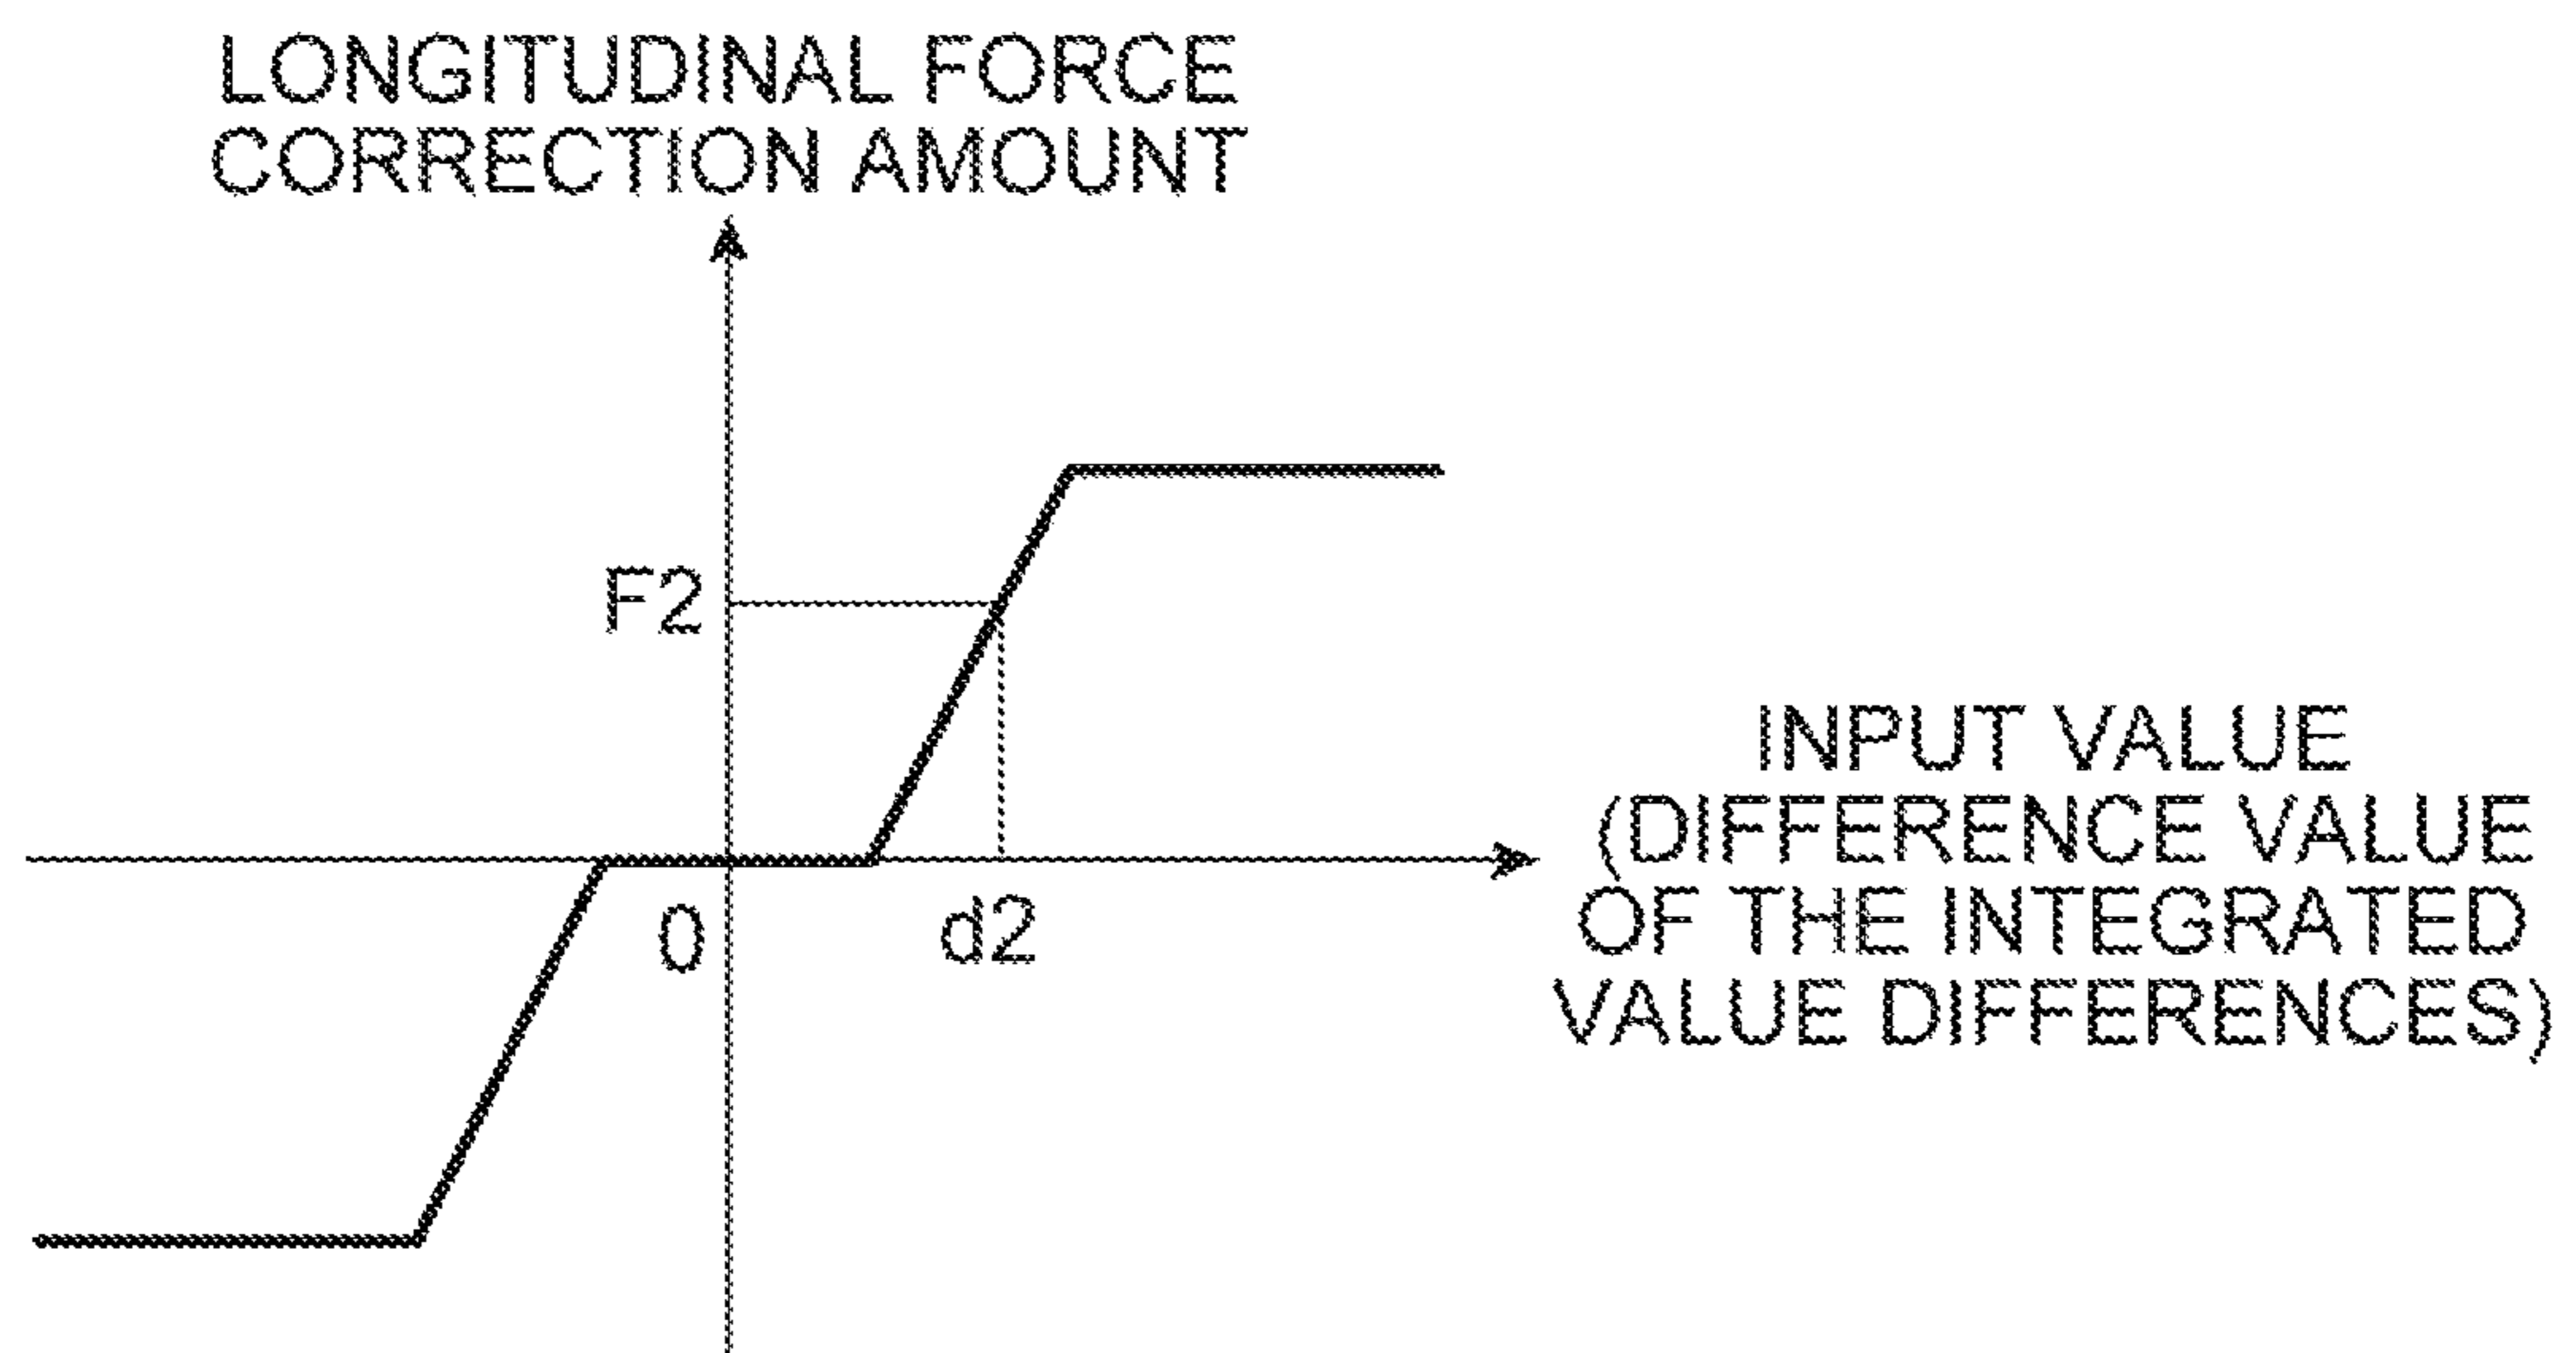 LONGITUDINAL FORCE
CORRECTION AMOUNT
F2
0
d2
INPUT VALUE
(DIFFERENCE VALUE
OF THE INTEGRATED
VALUE DIFFERENCES)